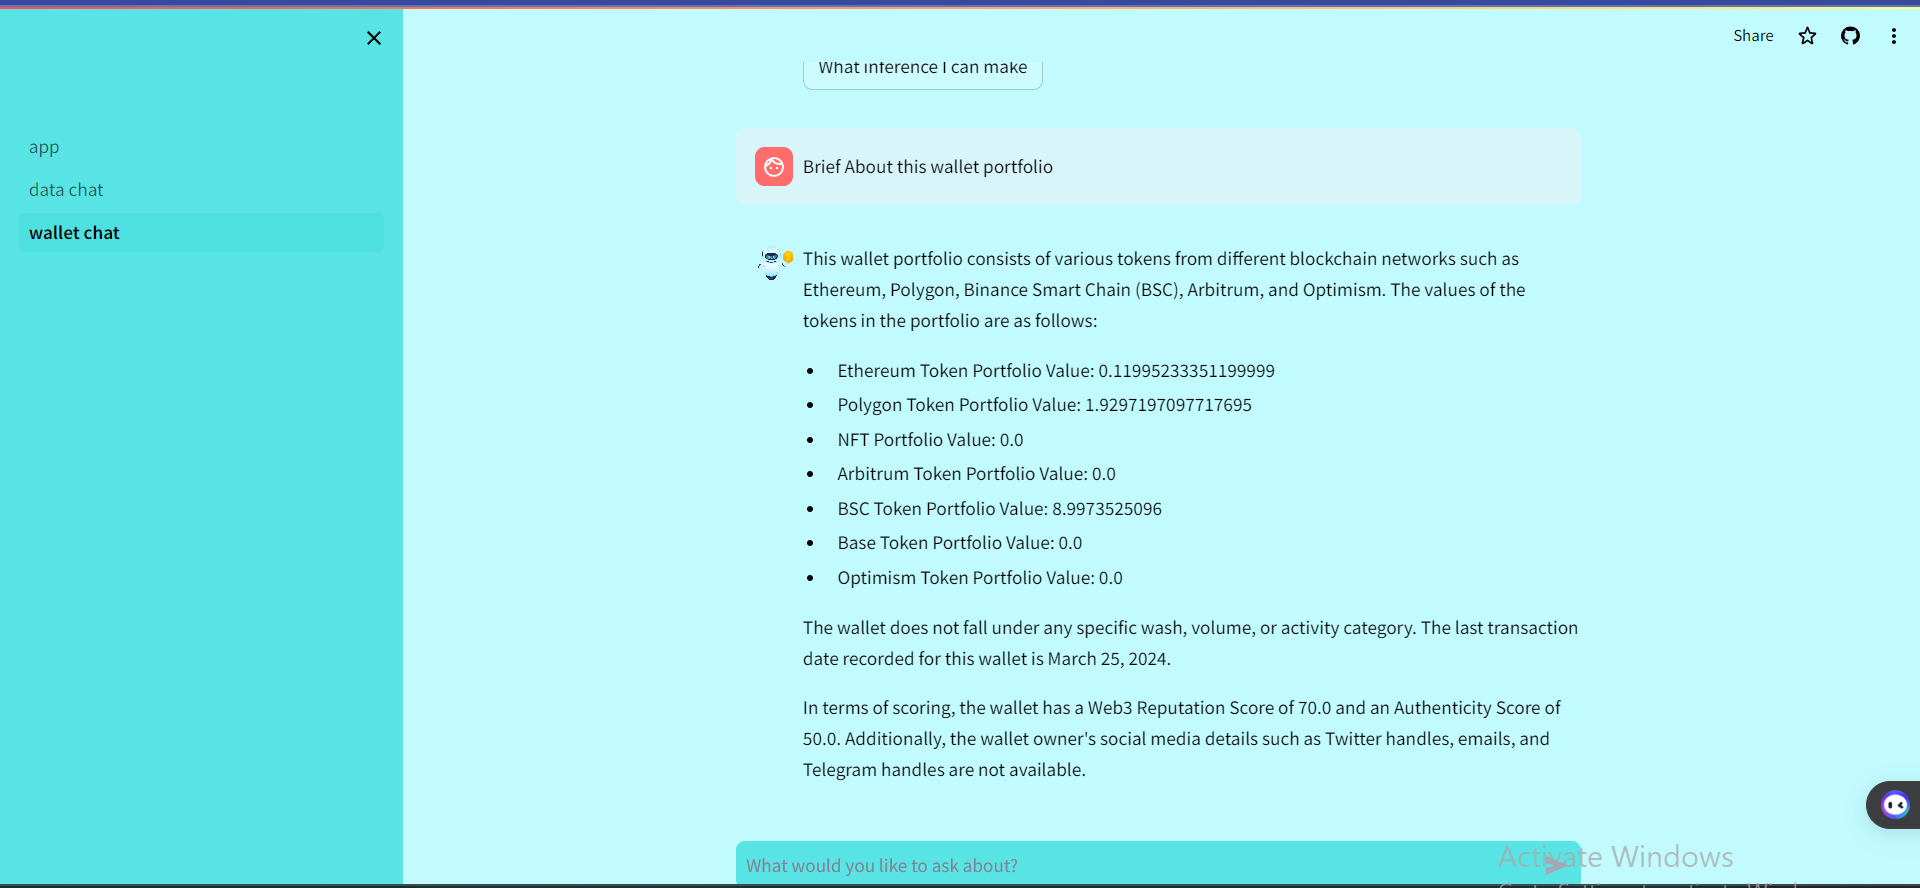 Share
What inference I can make
app
data chat
wallet chat
Brief About this wallet portfolio
This wallet portfolio consists of various tokens from different blockchain networks such as
Ethereum, Polygon, Binance Smart Chain (BSC), Arbitrum, and Optimism. The values of the
tokens in the portfolio are as follows:
Ethereum Token Portfolio Value: 0.11995233351199999
Polygon Token Portfolio Value: 1.9297197097717695
NFT Portfolio Value: 0.0
Arbitrum Token Portfolio Value: 0.0
BSC Token Portfolio Value: 8.9973525096
Base Token Portfolio Value: 0.0
Optimism Token Portfolio Value: 0.0
The wallet does not fall under any specific wash, volume, or activity category. The last transaction
date recorded for this wallet is March 25, 2024.
In terms of scoring, the wallet has a Web3 Reputation Score of 70.0 and an Authenticity Score of
50.0. Additionally, the wallet owner's social media details such as Twitter handles, emails, and
Telegram handles are not available.
What would you like to ask about?
Activate Windows